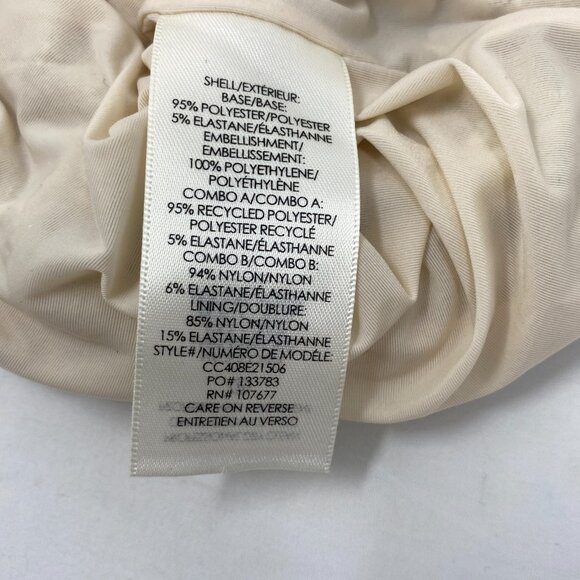 SHELL/EXTÉRIEUR:
BASE/BASE:
95% POLYESTER/POLYESTER
5% ELASTANE/ÉLASTHANNE
EMBELLISHMENT/
EMBELLISSEMENT:
100% POLYETHYLENE/
POLYÉTHYLÈNE
COMBO A/COMBO A:
95% RECYCLED POLYESTER/
POLYESTER RECYCLÉ
5% ELASTANE/ÉLASTHANNE
COMBO B/COMBO B:
94% NYLON/NYLON
6% ELASTANE/ÉLASTHANNE
LINING/DOUBLURE:
85% NYLON/NYLON
15% ELASTANE/ÉLASTHANNE
STYLE#/NUMÉRO DE MODÈLE:
CC408E21506
PO# 133783
RN# 107677
CARE ON REVERSE
ENTRETIEN AU VERSO